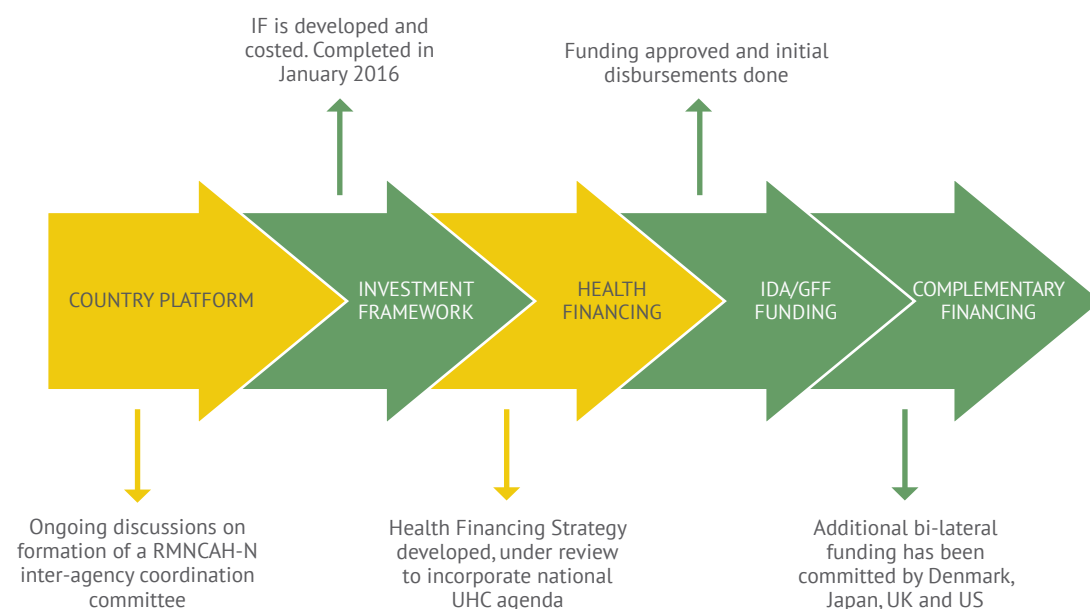 IF is developed and
costed. Completed in
January 2016
Funding approved and initial
disbursements done
COUNTRY PLATFORM
INVESTMENT
FRAMEWORK
HEALTH
FINANCING
IDA/GFF
FUNDING
COMPLEMENTARY
FINANCING
Ongoing discussions on
formation of a RMNCAH-N
inter-agency coordination
committee
Health Financing Strategy
developed, under review
to incorporate national
UHC agenda
Additional bi-lateral
funding has been
committed by Denmark,
Japan, UK and US